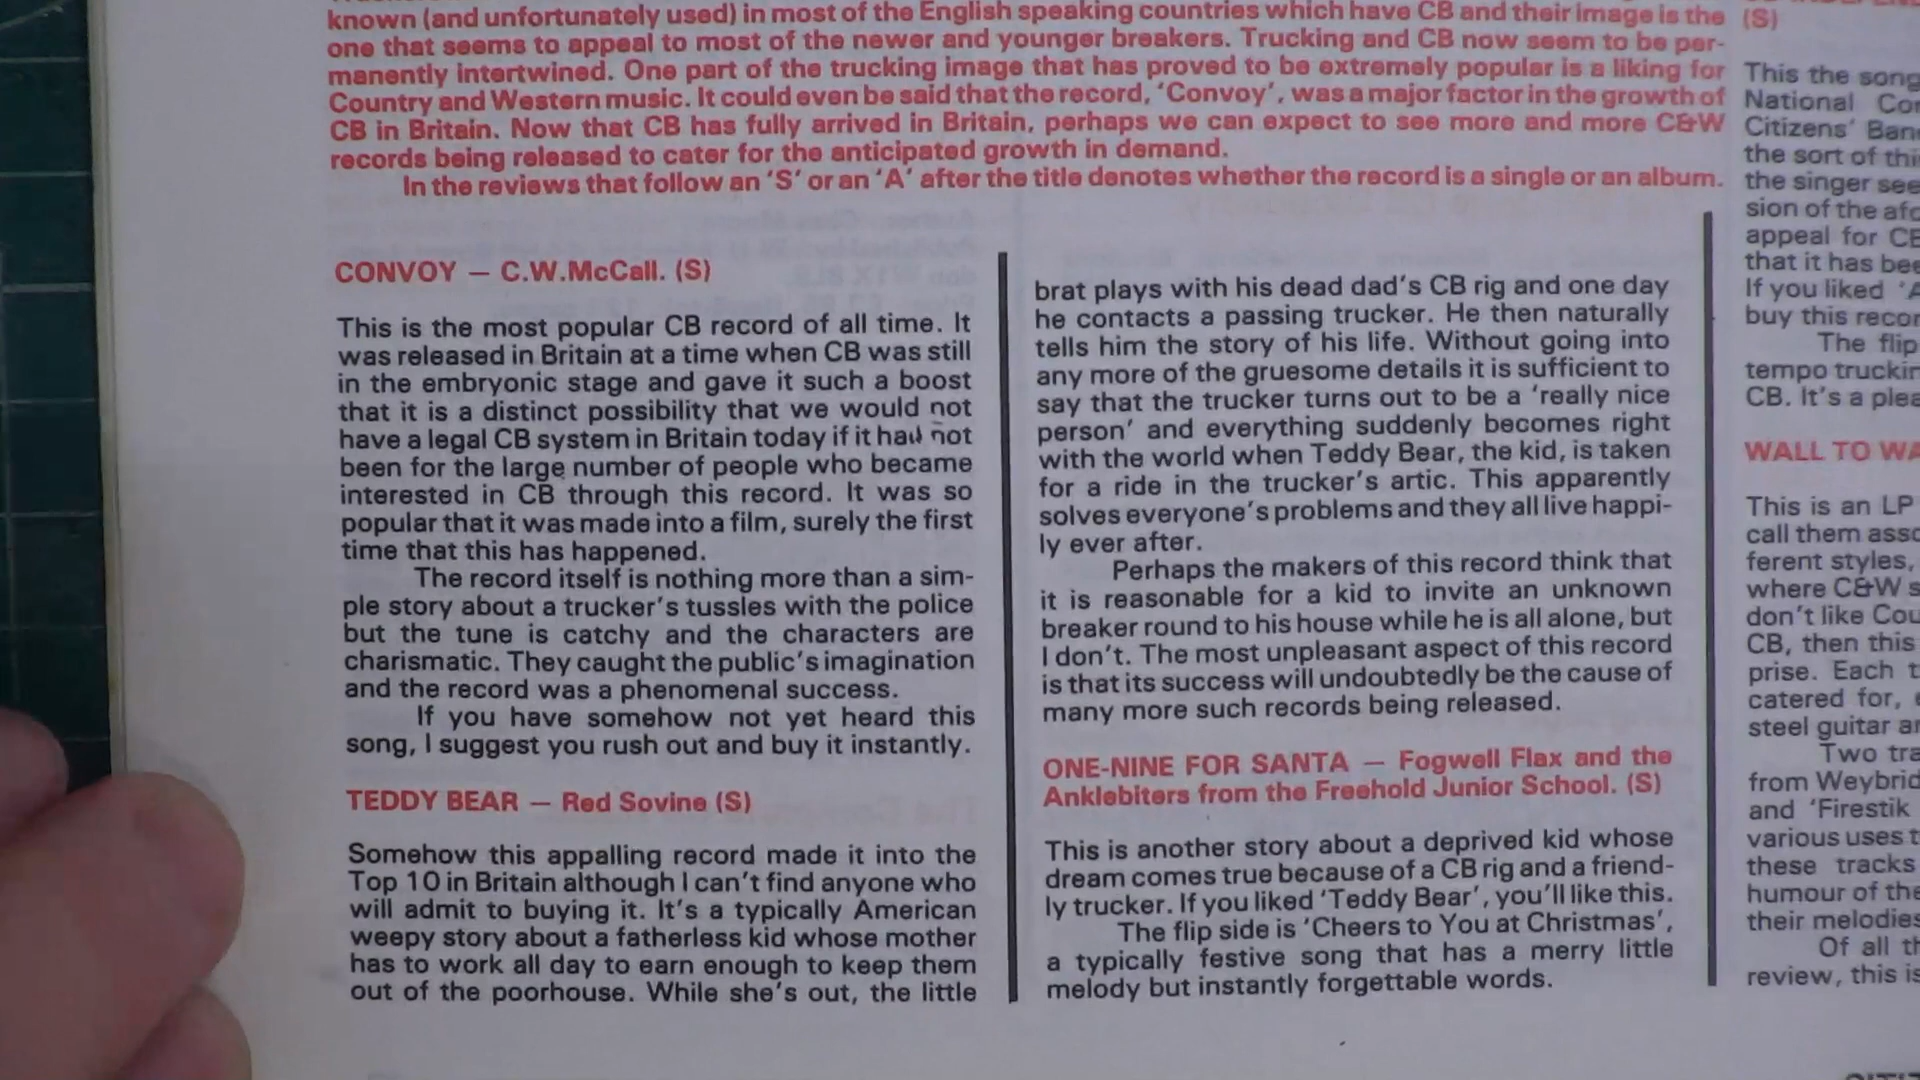 known (and unfortunately used) in most of the English speaking countries which have CB and their image is the
one that seems to appeal to most of the newer and younger breakers. Trucking and CB now seem to be per-
manently intertwined. One part of the trucking image that has proved to be extremely popular is a liking for
Country and Western music. It could even be said that the record, ‘Convoy’, was a major factor in the growth of
CB in Britain. Now that CB has fully arrived in Britain, perhaps we can expect to see more and more C&W
records being released to cater for the anticipated growth in demand.
In the reviews that follow an ‘S’ or an ‘A’ after the title denotes whether the record is a single or an album.
CONVOY — C.W.McCall. (S)
This is the most popular CB record of all time. It
was released in Britain at a time when CB was still
in the embryonic stage and gave it such a boost
that it is a distinct possibility that we would not
have a legal CB system in Britain today if it had not
been for the large number of people who became
interested in CB through this record. It was so
popular that it was made into a film, surely the first
time that this has happened.
The record itself is nothing more than a sim-
ple story about a trucker’s tussles with the police
but the tune is catchy and the characters are
charismatic. They caught the public’s imagination
and the record was a phenomenal success.
If you have somehow not yet heard this
song, I suggest you rush out and buy it instantly.
TEDDY BEAR — Red Sovine (S)
Somehow this appalling record made it into the
Top 10 in Britain although I can’t find anyone who
will admit to buying it. It’s a typically American
weepy story about a fatherless kid whose mother
has to work all day to earn enough to keep them
out of the poorhouse. While she’s out, the little
brat plays with his dead dad’s CB rig and one day
he contacts a passing trucker. He then naturally
tells him the story of his life. Without going into
any more of the gruesome details it is sufficient to
say that the trucker turns out to be a ‘really nice
person’ and everything suddenly becomes right
with the world when Teddy Bear, the kid, is taken
for a ride in the trucker’s artic. This apparently
solves everyone’s problems and they all live happi-
ly ever after.
Perhaps the makers of this record think that
it is reasonable for a kid to invite an unknown
breaker round to his house while he is all alone, but
I don’t. The most unpleasant aspect of this record
is that its success will undoubtedly be the cause of
many more such records being released.
ONE-NINE FOR SANTA — Fogwell Flax and the
Anklebiters from the Freehold Junior School. (S)
This is another story about a deprived kid whose
dream comes true because of a CB rig and a friend-
ly trucker. If you liked ‘Teddy Bear’, you’ll like this.
The flip side is ‘Cheers to You at Christmas’,
a typically festive song that has a merry little
melody but instantly forgettable words.
(S)
This the song
National
Citizens’
the sort of
the singer
sion of the
appeal for
that it has
If you liked
buy this
The flip
tempo
CB. It’s a
WALL TO
This is an LP
call them
ferent styles,
where C&W
don’t like
CB, then this
prise. Each
catered for,
steel guitar
Two
from
and ‘Firestik
various uses
these tracks
humour of
their melodies
Of all
review, this is